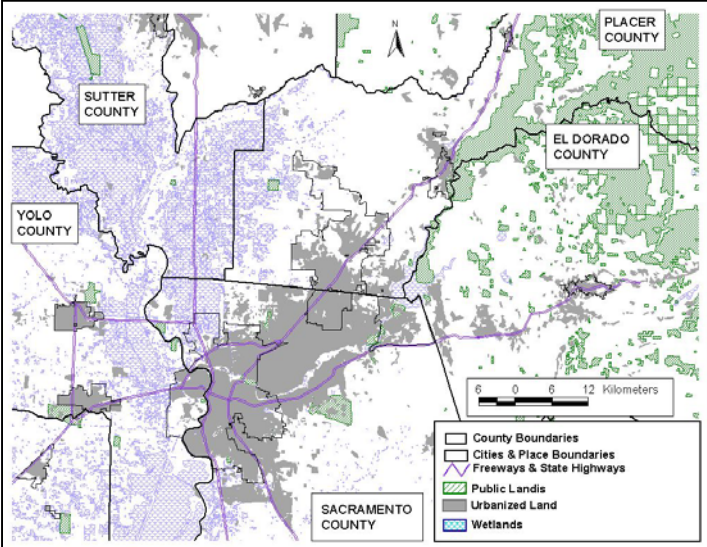 PLACER
COUNTY
N
SUTTER
COUNTY
EL DORADO
COUNTY
YOLO
COUNTY
6 0 6 12 Kilometers
County Boundaries
Cities & Place Boundaries
Freeways & State Highways
Public Landis
Urbanized Land
Wetlands
SACRAMENTO
COUNTY